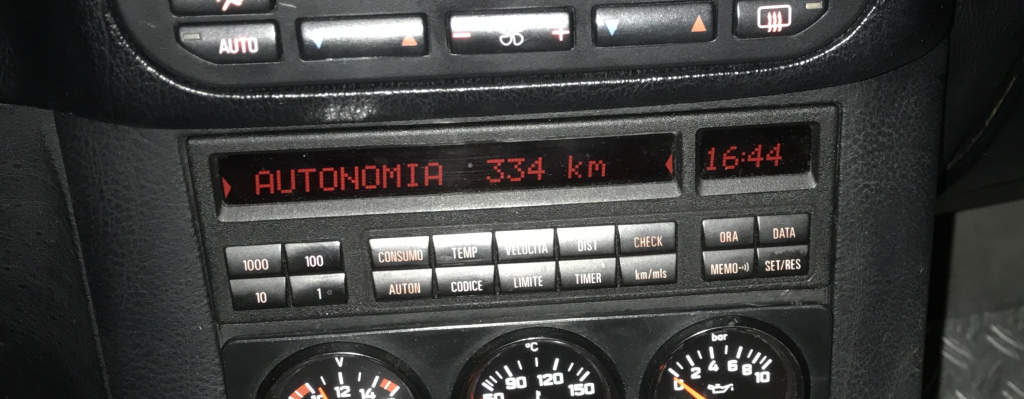 AUTO
- +
AUTONOMIA 334 km
16:44
1000 100
10 1
CONSUMO TEMP VELOCITA DIST CHECK
AUTON CODICE LIMITE TIMER km/mls
ORA DATA
MEMO SET/RES
V
12 14
°C
90 120 150
bar
0 2 4 6 8 10